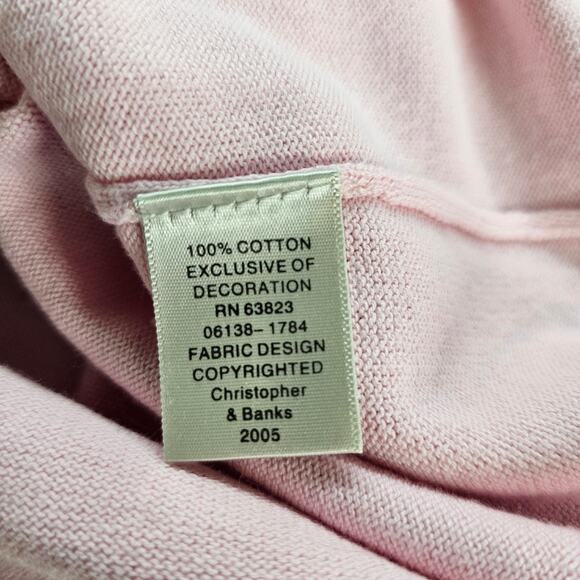 100% COTTON
EXCLUSIVE OF
DECORATION
RN 63823
06138-1784
FABRIC DESIGN
COPYRIGHTED
Christopher
& Banks
2005